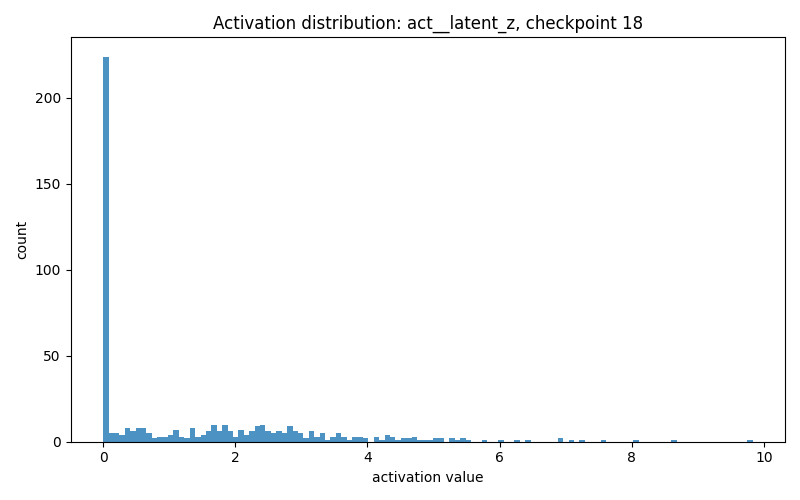 Activation distribution: act__latent_z, checkpoint 18
count
200
150
100
50
0
0 2 4 6 8 10
activation value